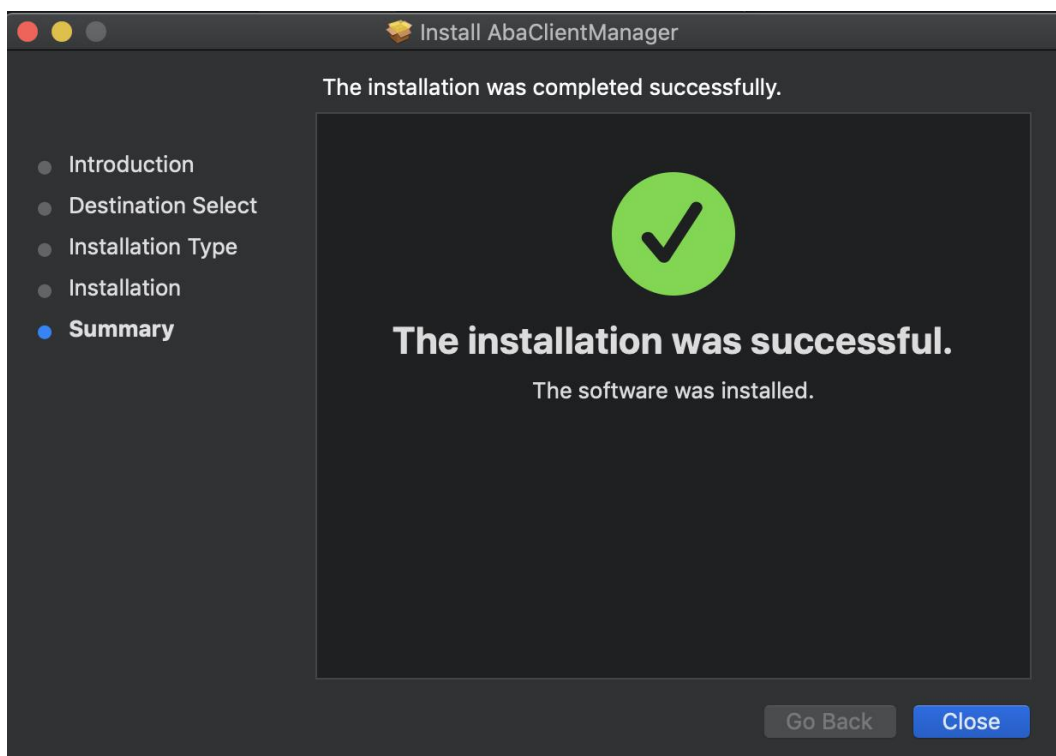 Install AbaClientManager
The installation was completed successfully.
Introduction
Destination Select
Installation Type
Installation
Summary
The installation was successful.
The software was installed.
Go Back
Close